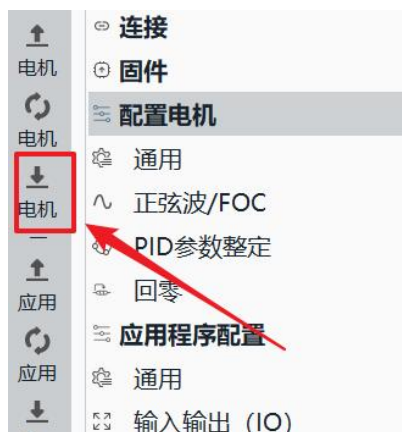 电机
电机
电机
应用
应用
连接
固件
配置电机
通用
正弦波/FOC
PID参数整定
回零
应用程序配置
通用
输入输出（IO）